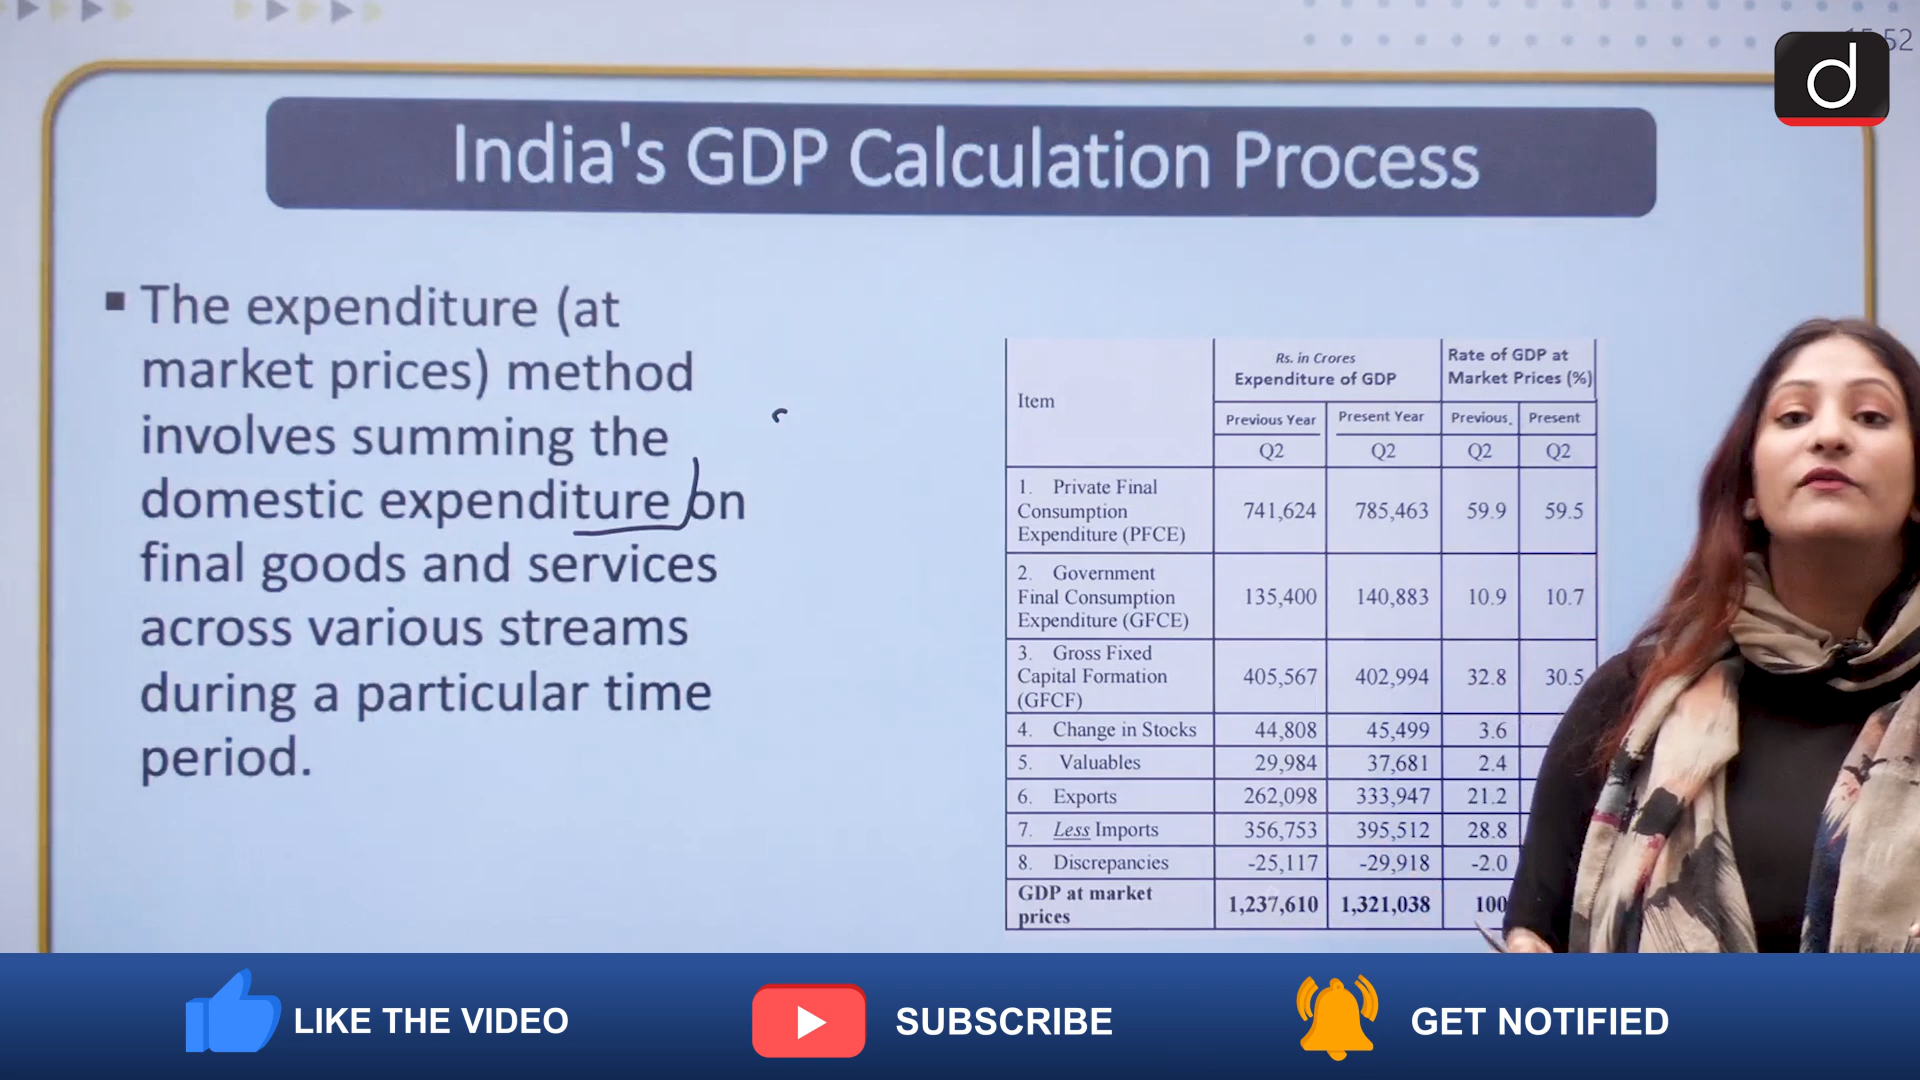 India's GDP Calculation Process
▪ The expenditure (at
market prices) method
involves summing the
domestic expenditure on
final goods and services
across various streams
during a particular time
period.
Item Rs. in Crores Expenditure of GDP Rate of GDP at Market Prices (%)
Previous Year Present Year Previous. Present
Q2 Q2 Q2 Q2
1. Private Final Consumption Expenditure (PFCE) 741,624 785,463 59.9 59.5
2. Government Final Consumption Expenditure (GFCE) 135,400 140,883 10.9 10.7
3. Gross Fixed Capital Formation (GFCF) 405,567 402,994 32.8 30.5
4. Change in Stocks 44,808 45,499 3.6
5. Valuables 29,984 37,681 2.4
6. Exports 262,098 333,947 21.2
7. Less Imports 356,753 395,512 28.8
8. Discrepancies -25,117 -29,918 -2.0
GDP at market prices 1,237,610 1,321,038 100
d
LIKE THE VIDEO
SUBSCRIBE
GET NOTIFIED